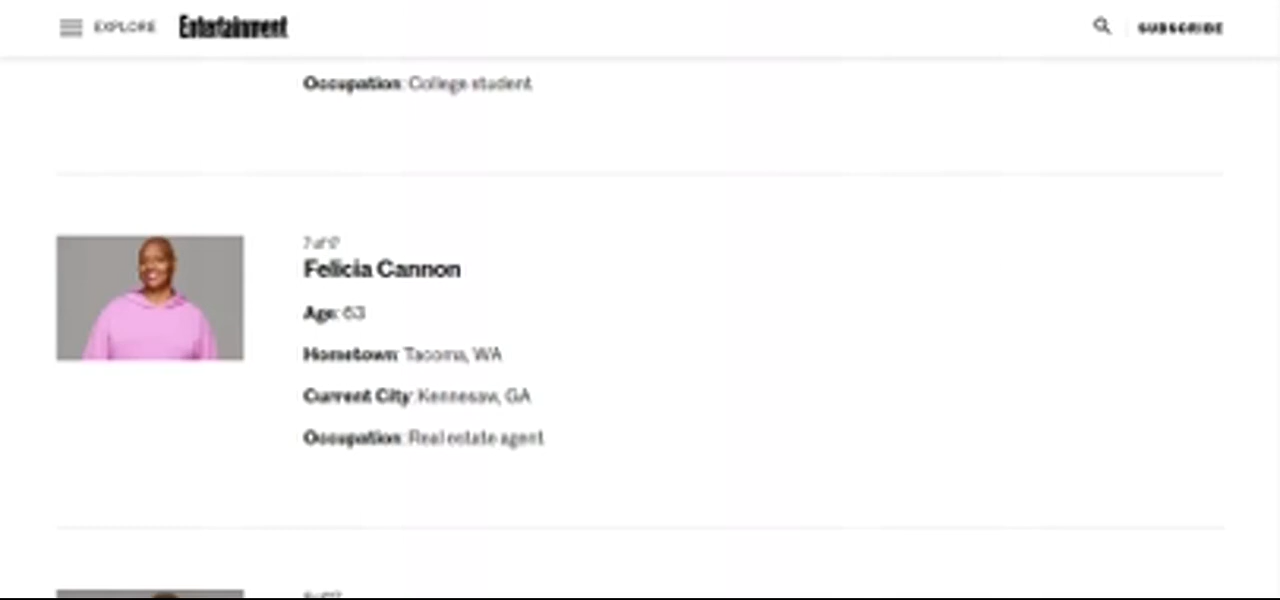 EXPLORE Entertainment SUBSCRIBE
Occupation: College student
7 of 17
Felicia Cannon
Age: 63
Hometown: Tacoma, WA
Current City: Kennesaw, GA
Occupation: Real estate agent